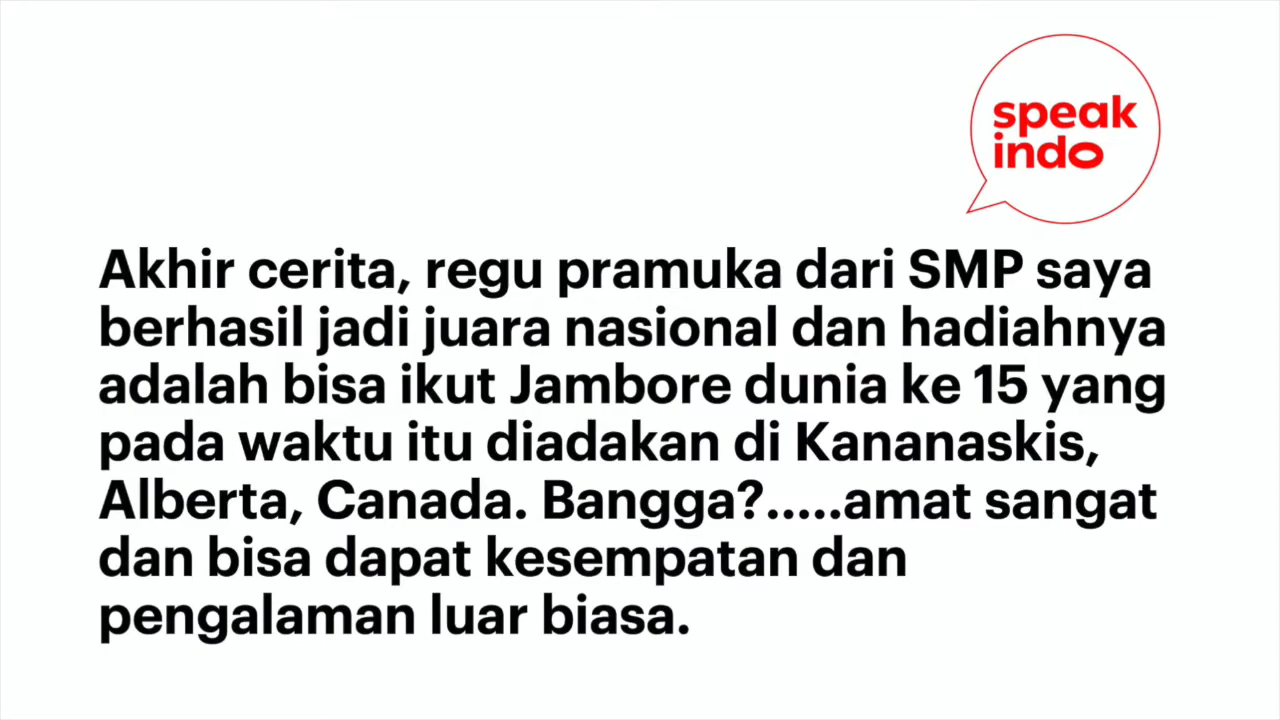 speak
indo
Akhir cerita, regu pramuka dari SMP saya
berhasil jadi juara nasional dan hadiahnya
adalah bisa ikut Jambore dunia ke 15 yang
pada waktu itu diadakan di Kananaskis,
Alberta, Canada. Bangga?.....amat sangat
dan bisa dapat kesempatan dan
pengalaman luar biasa.